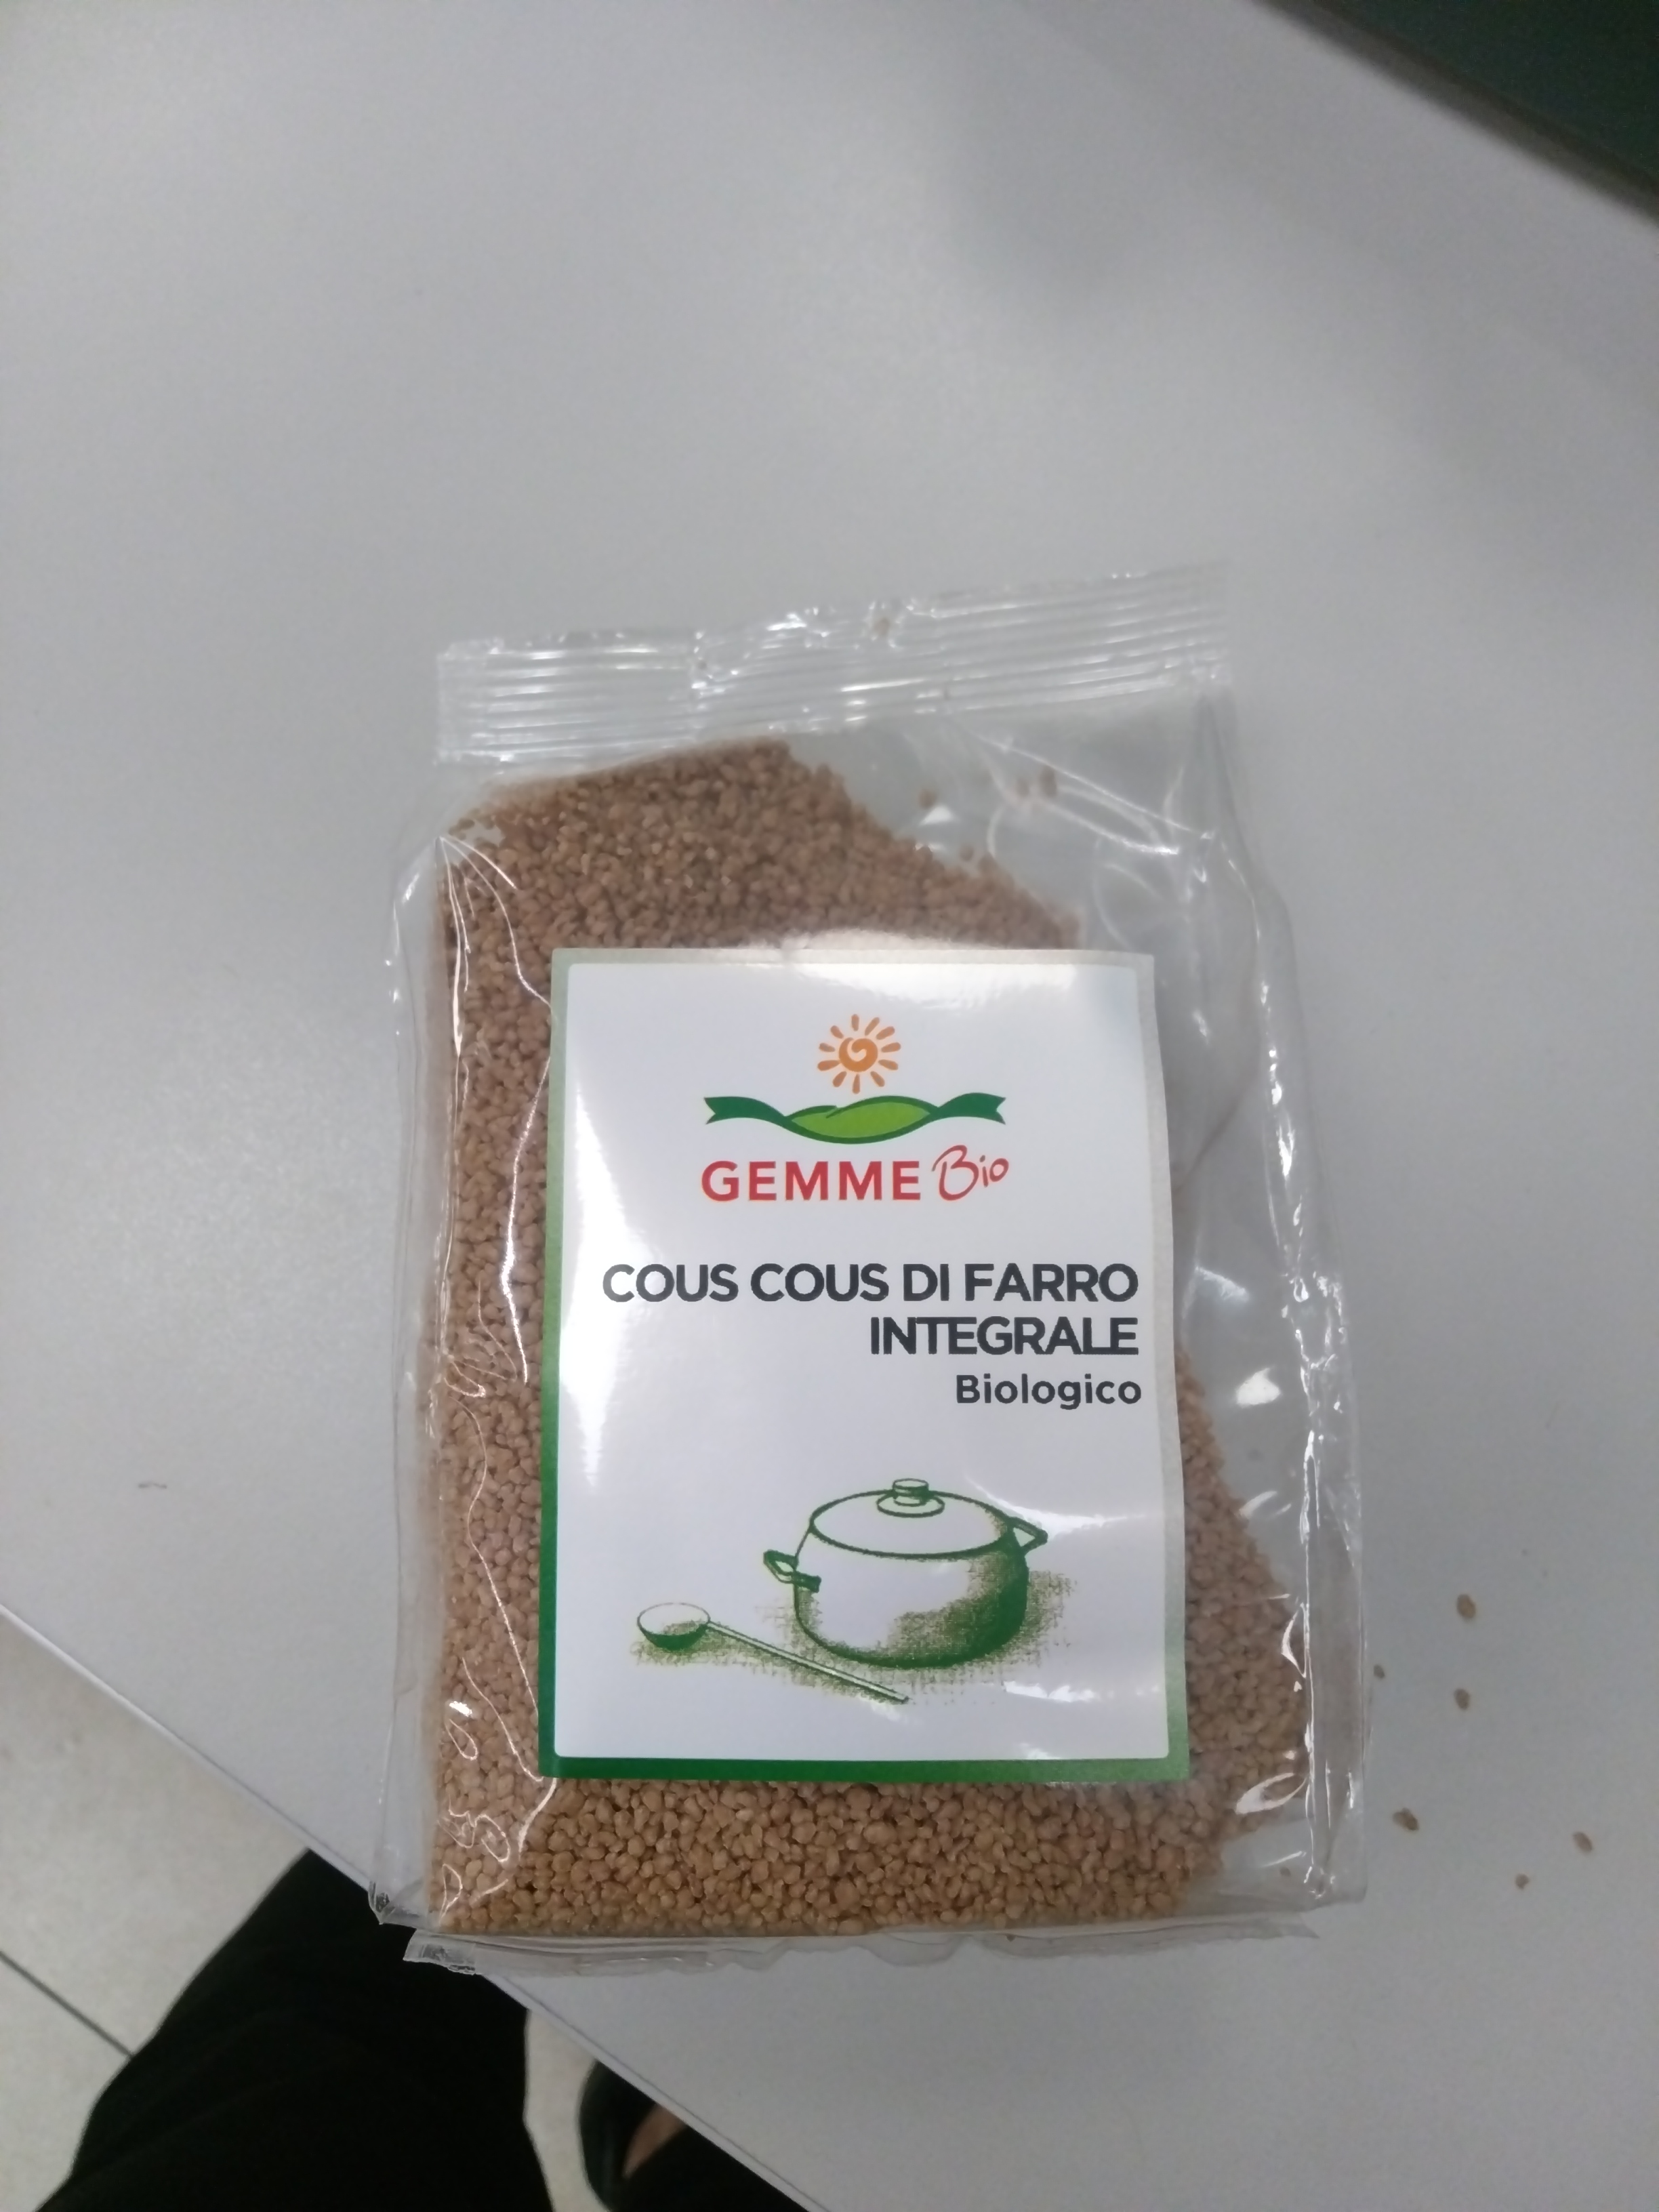 GEMME Bio
COUS COUS DI FARRO
INTEGRALE
Biologico